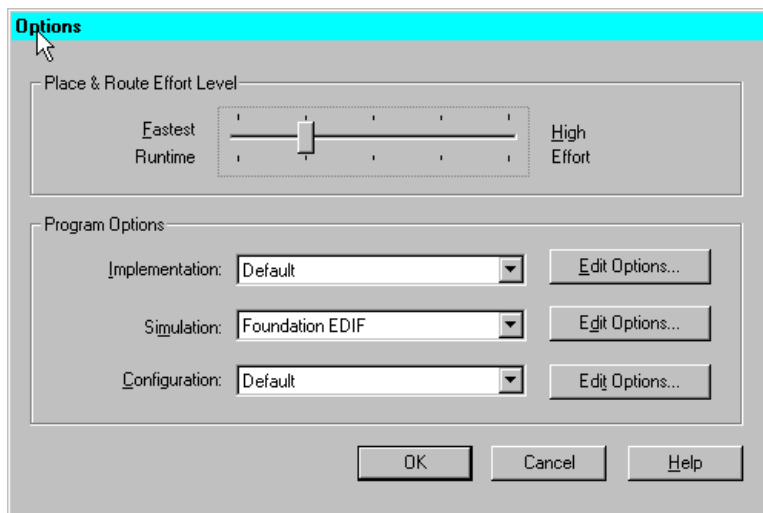 Options
Place & Route Effort Level
Fastest
Runtime
High
Effort
Program Options
Implementation: Default Edit Options...
Simulation: Foundation EDIF Edit Options...
Configuration: Default Edit Options...
OK Cancel Help